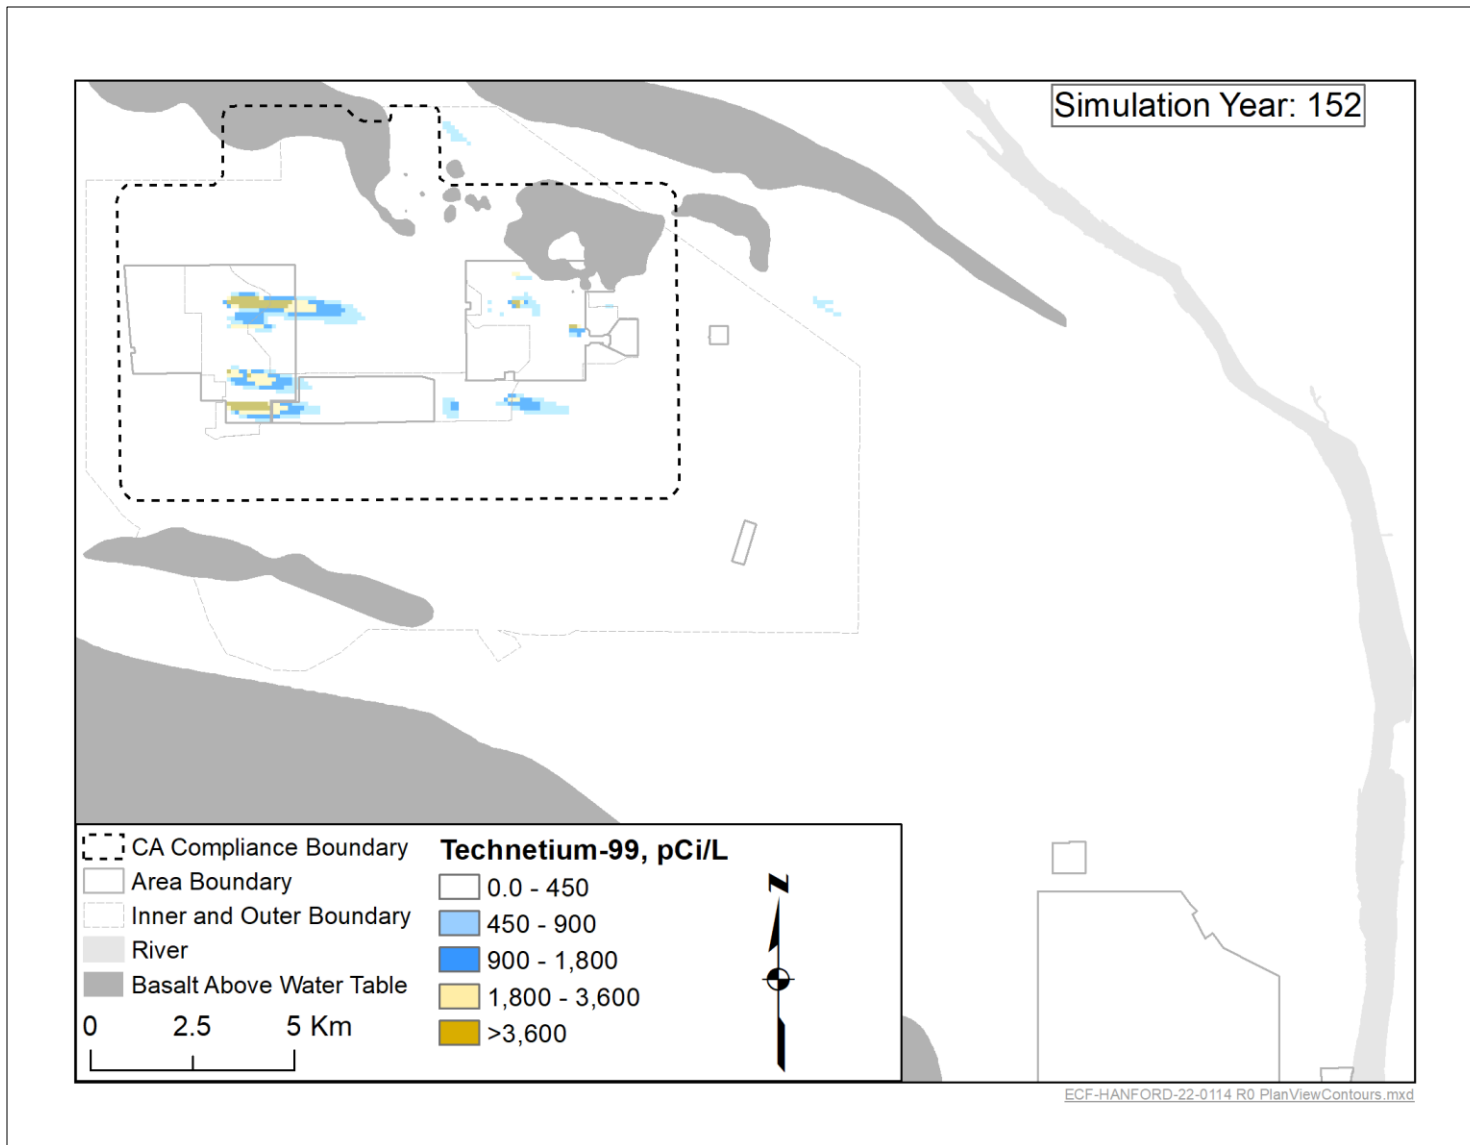 Simulation Year: 152
CA Compliance Boundary
Area Boundary
Inner and Outer Boundary
River
Basalt Above Water Table
0 2.5 5 Km
Technetium-99, pCi/L
0.0 - 450
450 - 900
900 - 1,800
1,800 - 3,600
>3,600
N
ECF-HANFORD-22-0114 R0 PlanViewContours.mxd